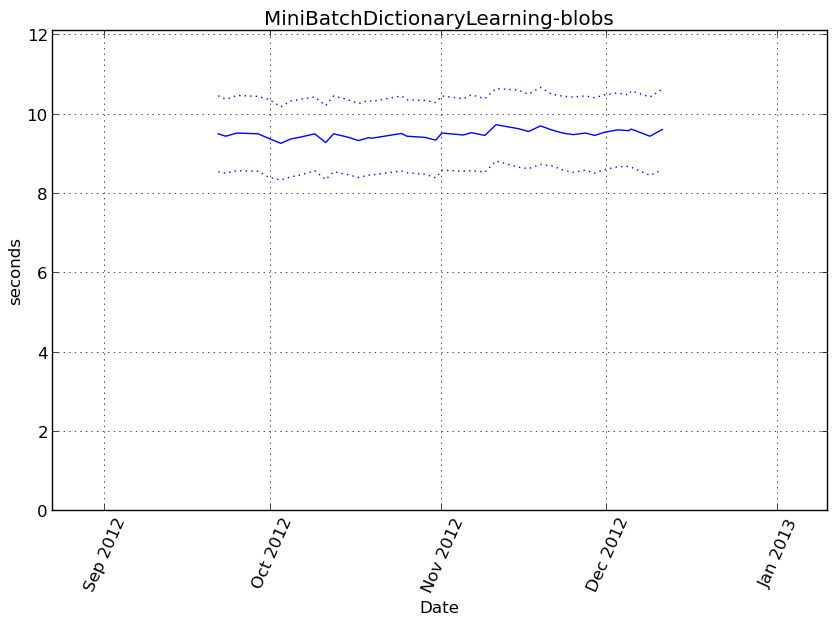 MiniBatchDictionaryLearning-blobs
12
10
8
6
4
2
0
seconds
Sep 2012
Oct 2012
Nov 2012
Dec 2012
Jan 2013
Date